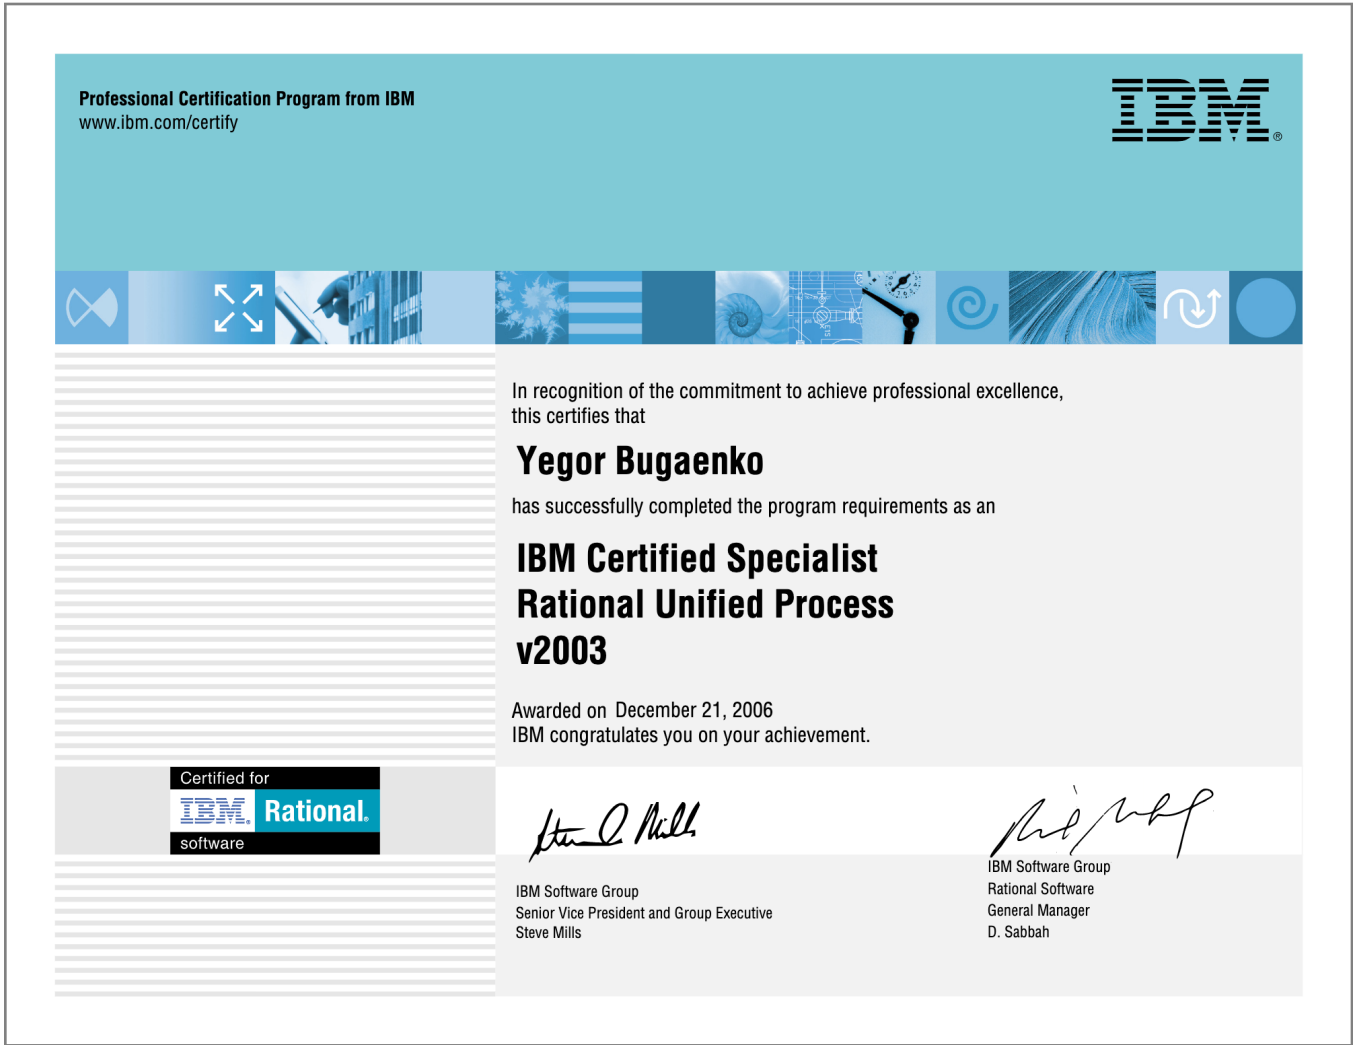 Professional Certification Program from IBM
www.ibm.com/certify
IBM®
In recognition of the commitment to achieve professional excellence,
this certifies that
Yegor Bugaenko
has successfully completed the program requirements as an
IBM Certified Specialist
Rational Unified Process
v2003
Awarded on December 21, 2006
IBM congratulates you on your achievement.
Certified for
IBM® Rational®
software
IBM Software Group
Senior Vice President and Group Executive
Steve Mills
IBM Software Group
Rational Software
General Manager
D. Sabbah